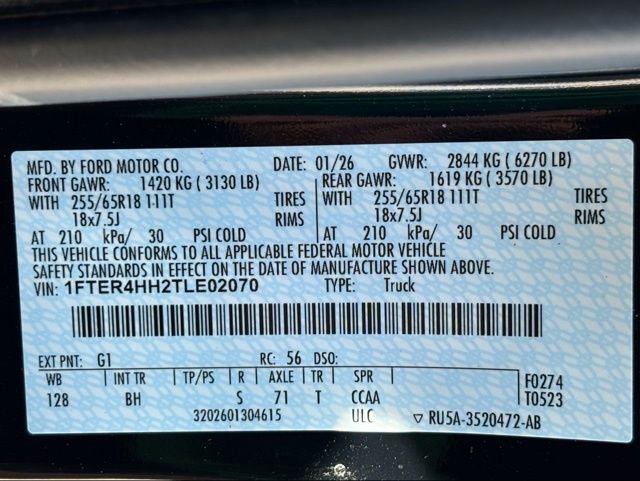 MFD. BY FORD MOTOR CO. DATE: 01/26 GVWR: 2844 KG ( 6270 LB)
FRONT GAWR: 1420 KG ( 3130 LB) REAR GAWR: 1619 KG ( 3570 LB)
WITH 255/65R18 111T TIRES WITH 255/65R18 111T TIRES
18x7.5J RIMS 18x7.5J RIMS
AT 210 kPa/ 30 PSI COLD AT 210 kPa/ 30 PSI COLD
THIS VEHICLE CONFORMS TO ALL APPLICABLE FEDERAL MOTOR VEHICLE
SAFETY STANDARDS IN EFFECT ON THE DATE OF MANUFACTURE SHOWN ABOVE.
VIN: 1FTER4HH2TLE02070 TYPE: Truck
EXT PNT: G1 RC: 56 DSO:
WB INT TR TP/PS R AXLE TR SPR F0274
128 BH S 71 T CCAA T0523
3202601304615 ULC ▽ RU5A-3520472-AB